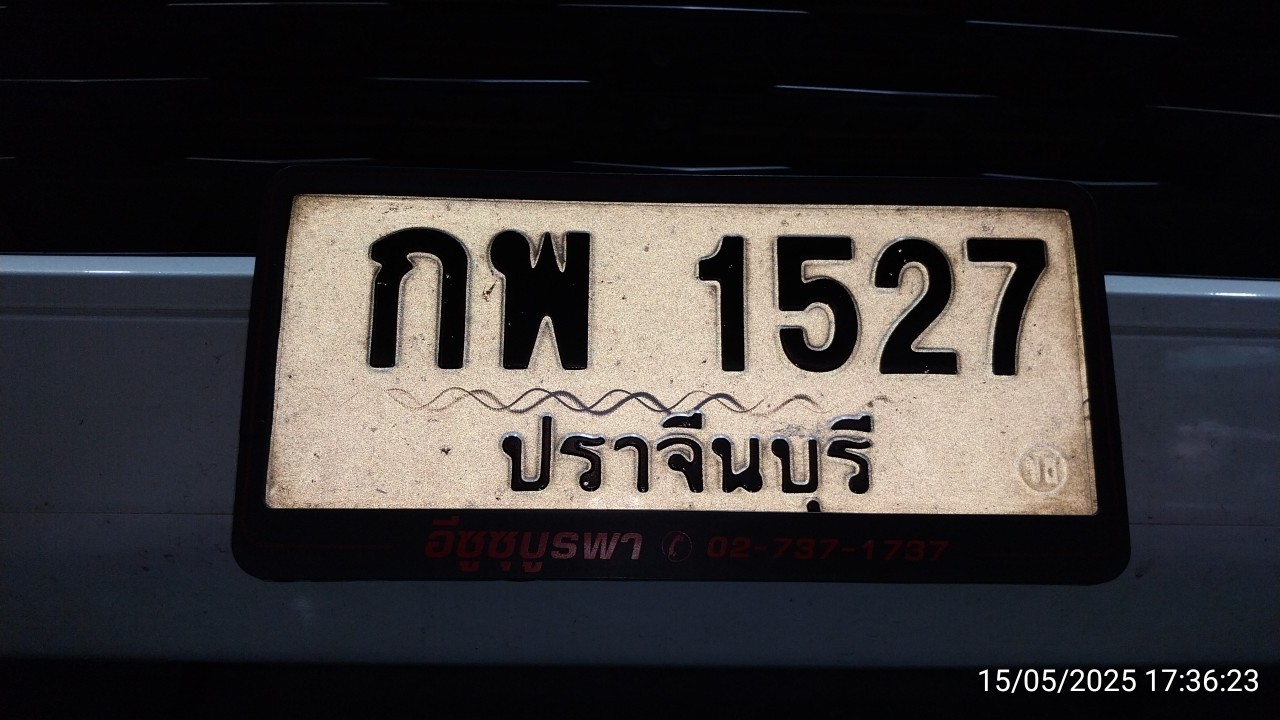 กพ 1527
ปราจีนบุรี
อีซูซุบูรพา 02-737-1737
15/05/2025 17:36:23